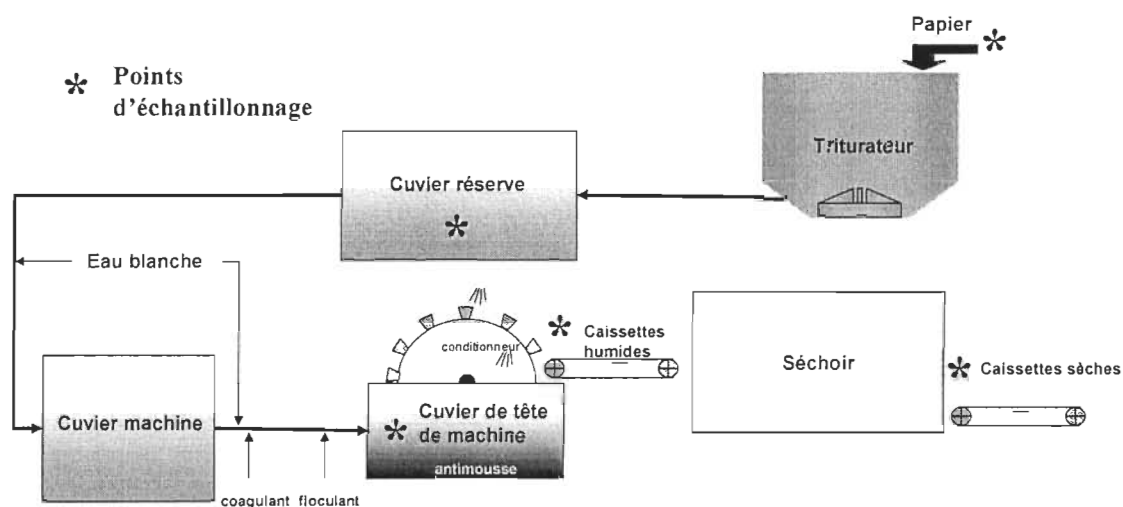 Papier
Points
d'échantillonnage
Triturateur
Cuvier réserve
Eau blanche
conditionneur
Caissettes
humides
Séchoir
Caissettes sèches
Cuvier machine
Cuvier de tête
de machine
antimousse
coagulant floculant